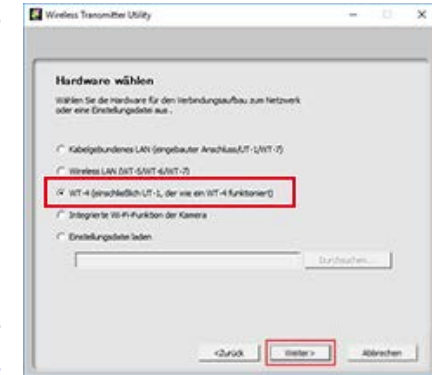 Wireless Transmitter Utility
Hardware wählen
Wählen Sie die Hardware für den Verbindungsaufbau zum Netzwerk
oder eine Einstellungsdatei aus .
Kabelgebundenes LAN (eingebauter Anschluss/UT-1/WT-7)
Wireless LAN (WT-5/WT-6/WT-7)
WT-4 (einschließlich UT-1, der wie ein WT-4 funktioniert)
Integrierte Wi-Fi-Funktion der Kamera
Einstellungsdatei laden
Durchsuchen...
<Zurück Weiter > Abbrechen